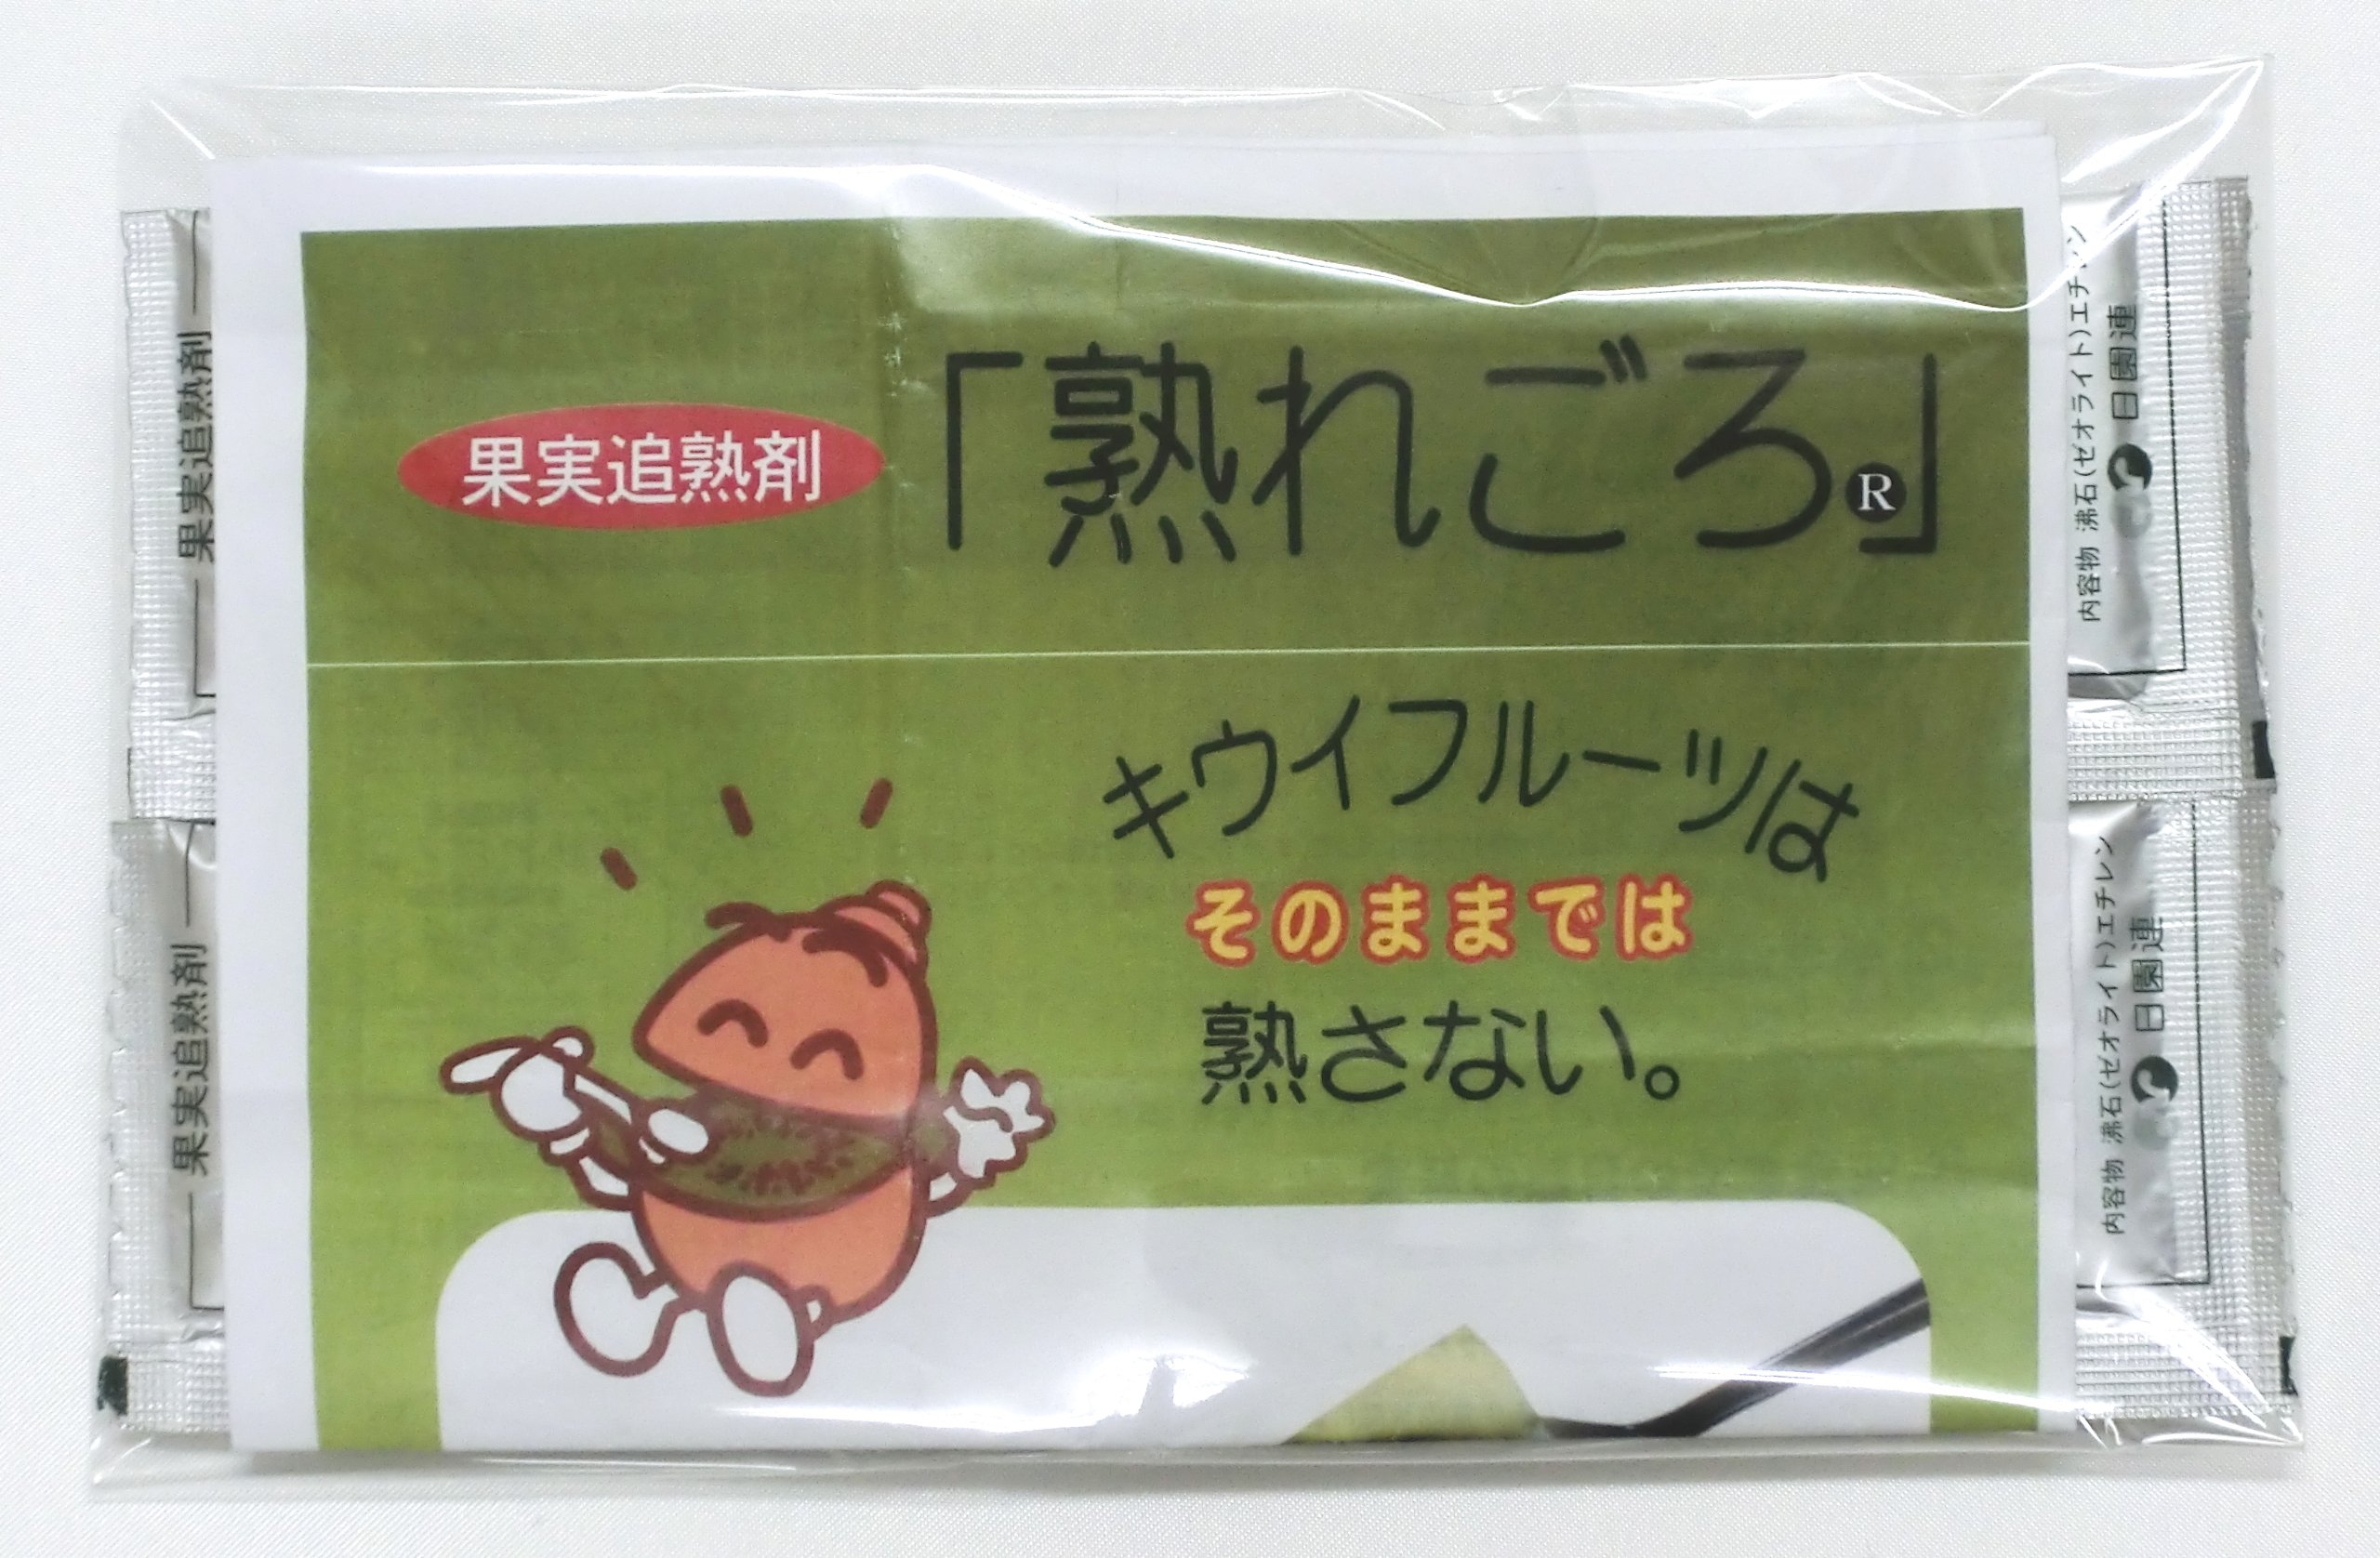 果実追熟剤
「熟れごろ®」
キウイフルーツは
そのままでは
熟さない。
果実追熟剤
果実追熟剤
内容物 沸石(ゼオライト)エチレン
日園連
内容物 沸石(ゼオライト)エチレン
日園連